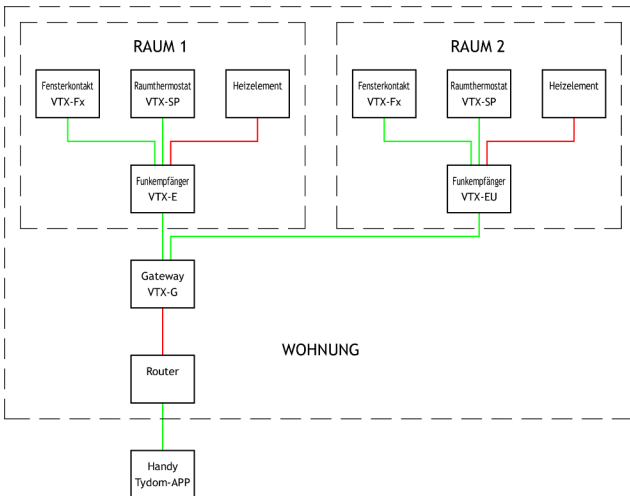 RAUM 1
Fensterkontakt
VTX-Fx
Raumthermostat
VTX-SP
Heizelement
Funkempfänger
VTX-E
RAUM 2
Fensterkontakt
VTX-Fx
Raumthermostat
VTX-SP
Heizelement
Funkempfänger
VTX-EU
Gateway
VTX-G
WOHNUNG
Router
Handy
Tydom-APP